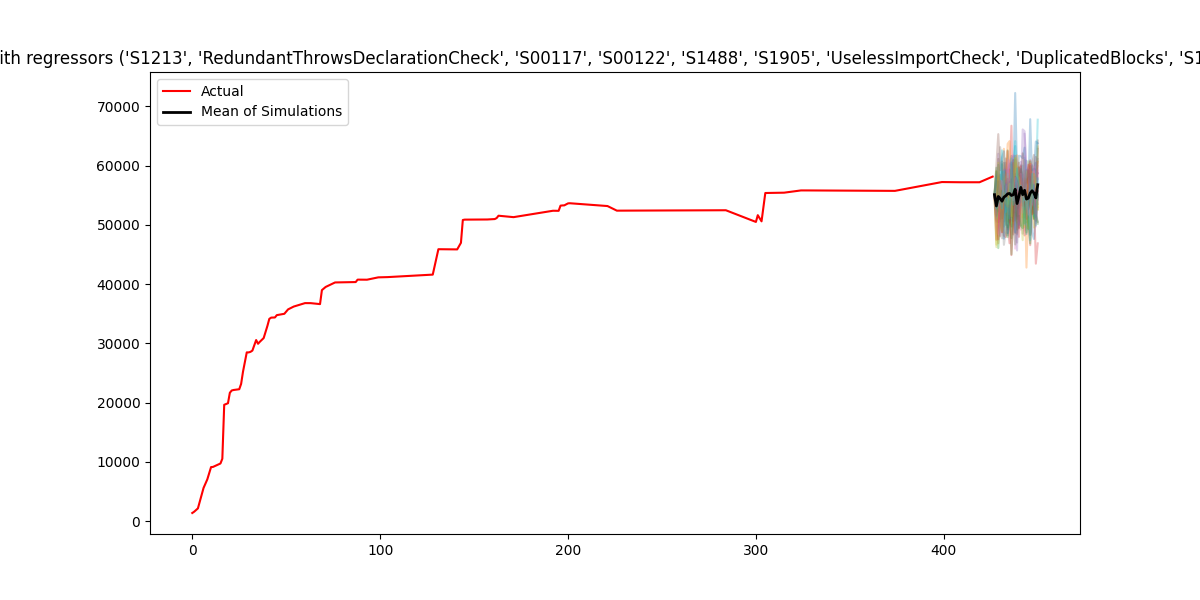 ith regressors ('S1213', 'RedundantThrowsDeclarationCheck', 'S00117', 'S00122', 'S1488', 'S1905', 'UselessImportCheck', 'DuplicatedBlocks', 'S1
Actual
Mean of Simulations
70000
60000
50000
40000
30000
20000
10000
0
0 100 200 300 400